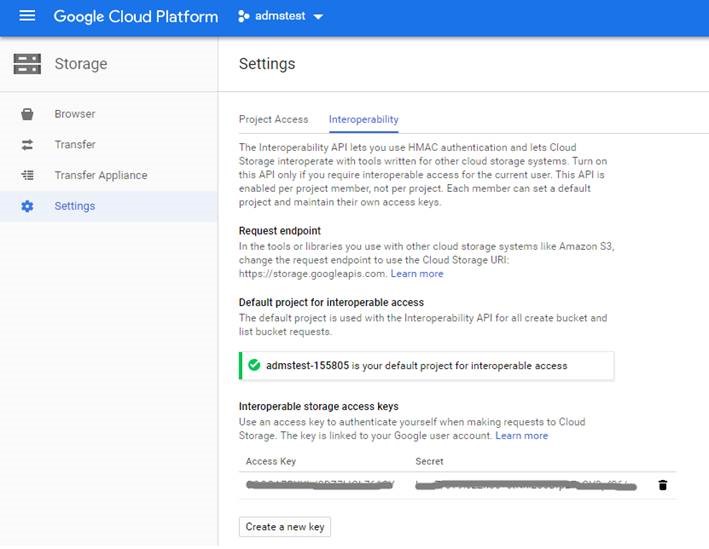 Google Cloud Platform admstest
Storage
Settings
Browser
Transfer
Transfer Appliance
Settings
Project Access Interoperability
The Interoperability API lets you use HMAC authentication and lets Cloud
Storage interoperate with tools written for other cloud storage systems. Turn on
this API only if you require interoperable access for the current user. This API is
enabled per project member, not per project. Each member can set a default
project and maintain their own access keys.
Request endpoint
In the tools or libraries you use with other cloud storage systems like Amazon S3,
change the request endpoint to use the Cloud Storage URI:
https://storage.googleapis.com. Learn more
Default project for interoperable access
The default project is used with the Interoperability API for all create bucket and
list bucket requests.
admstest-155805 is your default project for interoperable access
Interoperable storage access keys
Use an access key to authenticate yourself when making requests to Cloud
Storage. The key is linked to your Google user account. Learn more
Access Key Secret
Create a new key